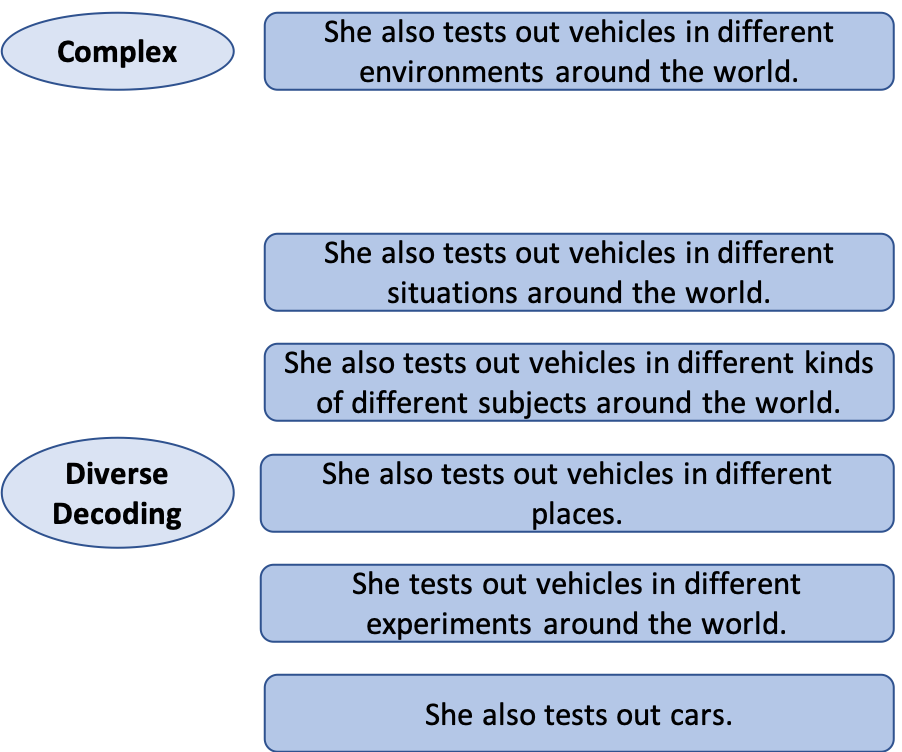 Complex
She also tests out vehicles in different
environments around the world.
She also tests out vehicles in different
situations around the world.
She also tests out vehicles in different kinds
of different subjects around the world.
Diverse
Decoding
She also tests out vehicles in different
places.
She tests out vehicles in different
experiments around the world.
She also tests out cars.